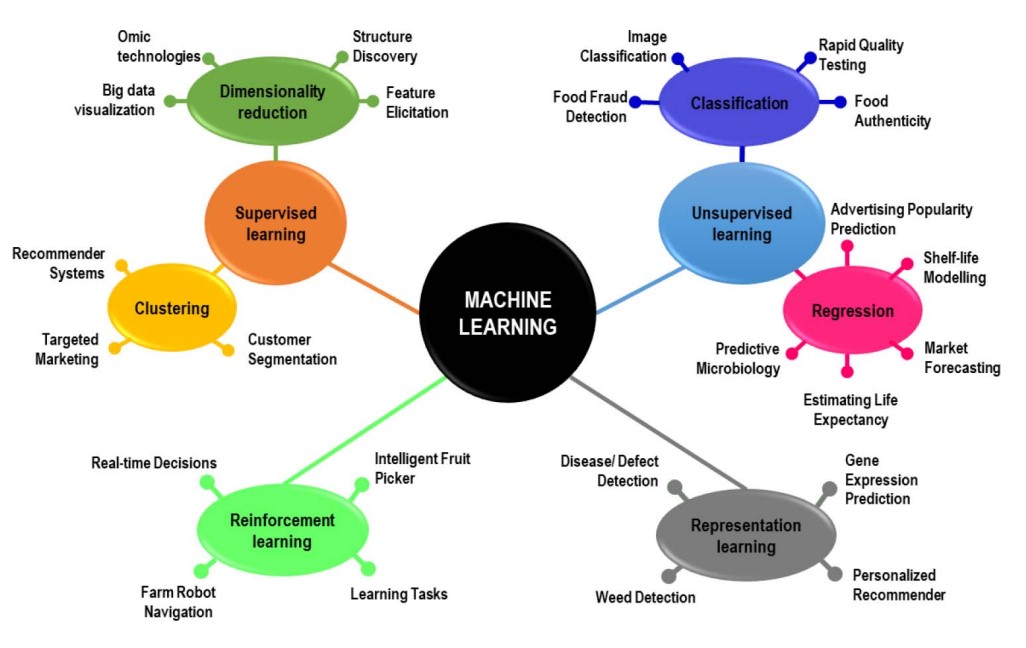 Omic
technologies
Structure
Discovery
Big data
visualization
Dimensionality
reduction
Feature
Elicitation
Image
Classification
Rapid Quality
Testing
Food Fraud
Detection
Classification
Food
Authenticity
Supervised
learning
Unsupervised
learning
Advertising Popularity
Prediction
Recommender
Systems
Shelf-life
Modelling
Clustering
MACHINE
LEARNING
Regression
Targeted
Marketing
Customer
Segmentation
Predictive
Microbiology
Market
Forecasting
Estimating Life
Expectancy
Real-time Decisions
Intelligent Fruit
Picker
Reinforcement
learning
Farm Robot
Navigation
Learning Tasks
Disease/ Defect
Detection
Gene
Expression
Prediction
Representation
learning
Weed Detection
Personalized
Recommender